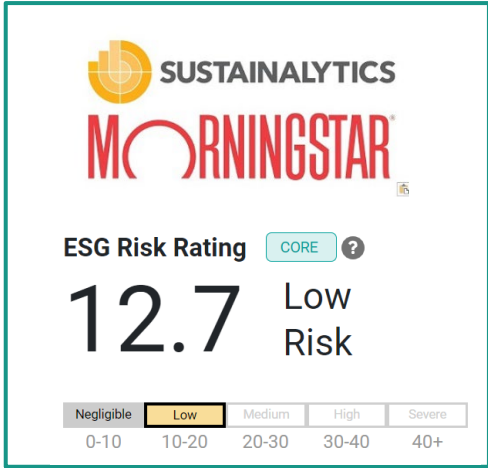 SUSTAINALYTICS
MORNINGSTAR®
ESG Risk Rating CORE ?
12.7 Low
Risk
Negligible Low Medium High Severe
0-10 10-20 20-30 30-40 40+